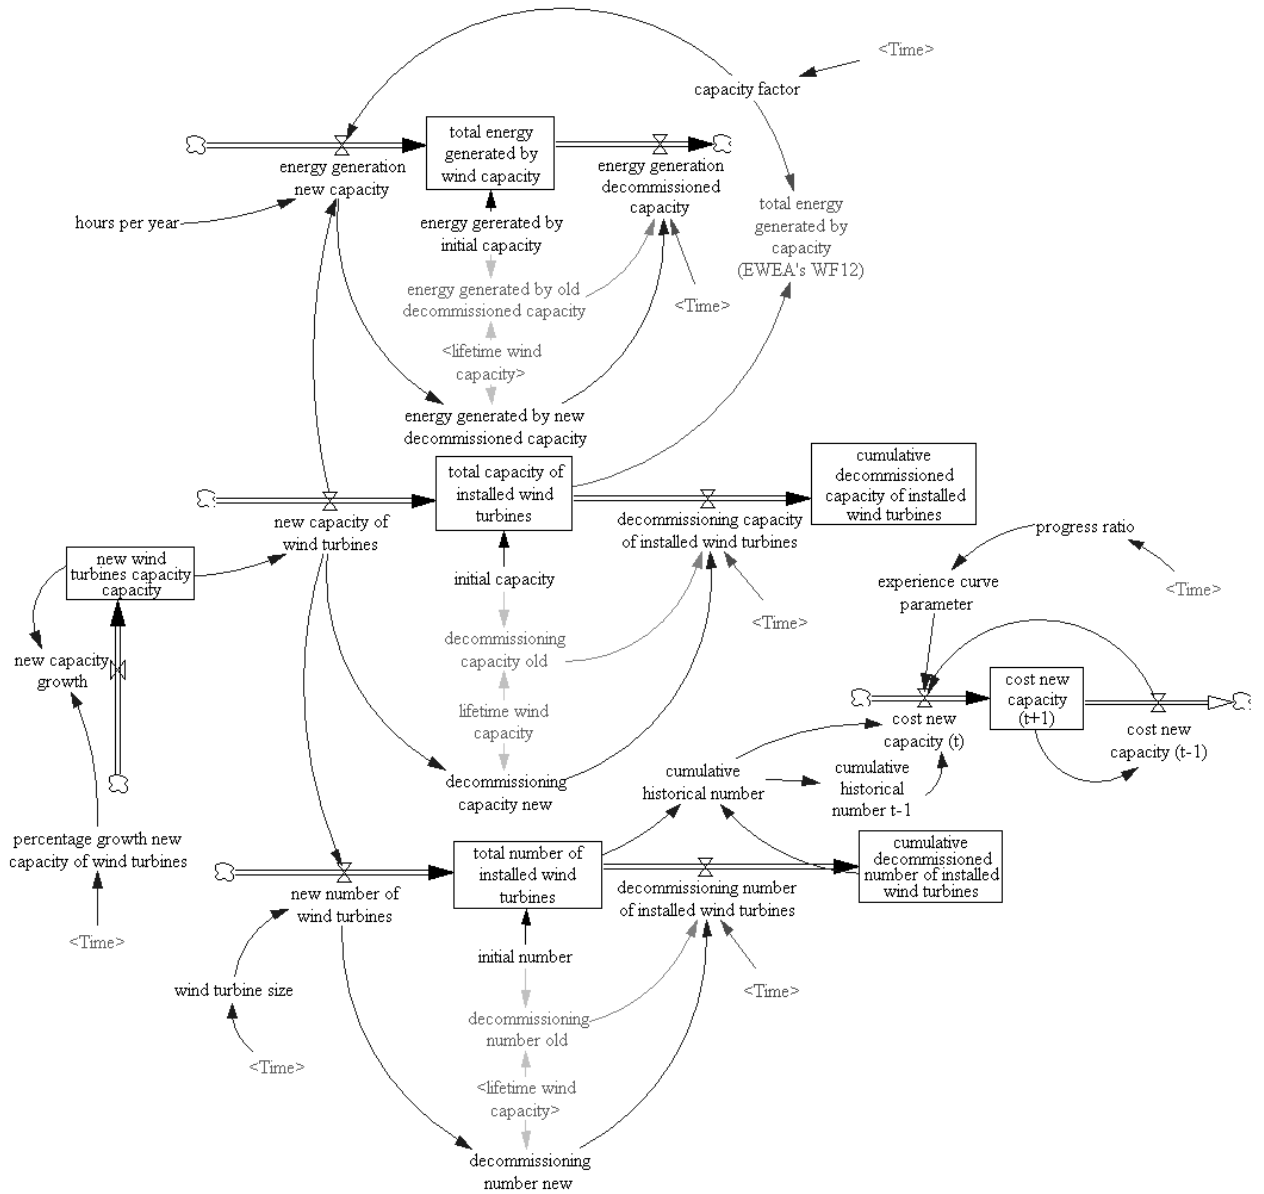 <Time>
capacity factor
total energy
generated by
wind capacity
energy generation
new capacity
energy generation
decommissioned
capacity
hours per year
energy gererated by
initial capacity
total energy
generated by
capacity
(EWEA's WF12)
energy generated by old
decommissioned capacity
<Time>
<lifetime wind
capacity>
energy generated by new
decommissioned capacity
total capacity of
installed wind
turbines
cumulative
decommissioned
capacity of installed
wind turbines
new capacity of
wind turbines
decommissioning capacity
of installed wind turbines
progress ratio
new wind
turbines capacity
capacity
initial capacity
experience curve
parameter
<Time>
<Time>
decommissioning
capacity old
new capacity
growth
cost new
capacity
(t+1)
lifetime wind
capacity
cost new
capacity (t)
cost new
capacity (t-1)
decommissioning
capacity new
cumulative
historical number
cumulative
historical
number t-1
percentage growth new
capacity of wind turbines
total number of
installed wind
turbines
cumulative
decommissioned
number of installed
wind turbines
new number of
wind turbines
decommissioning number
of installed wind turbines
<Time>
initial number
wind turbine size
<Time>
decommissioning
number old
<Time>
<lifetime wind
capacity>
decommissioning
number new